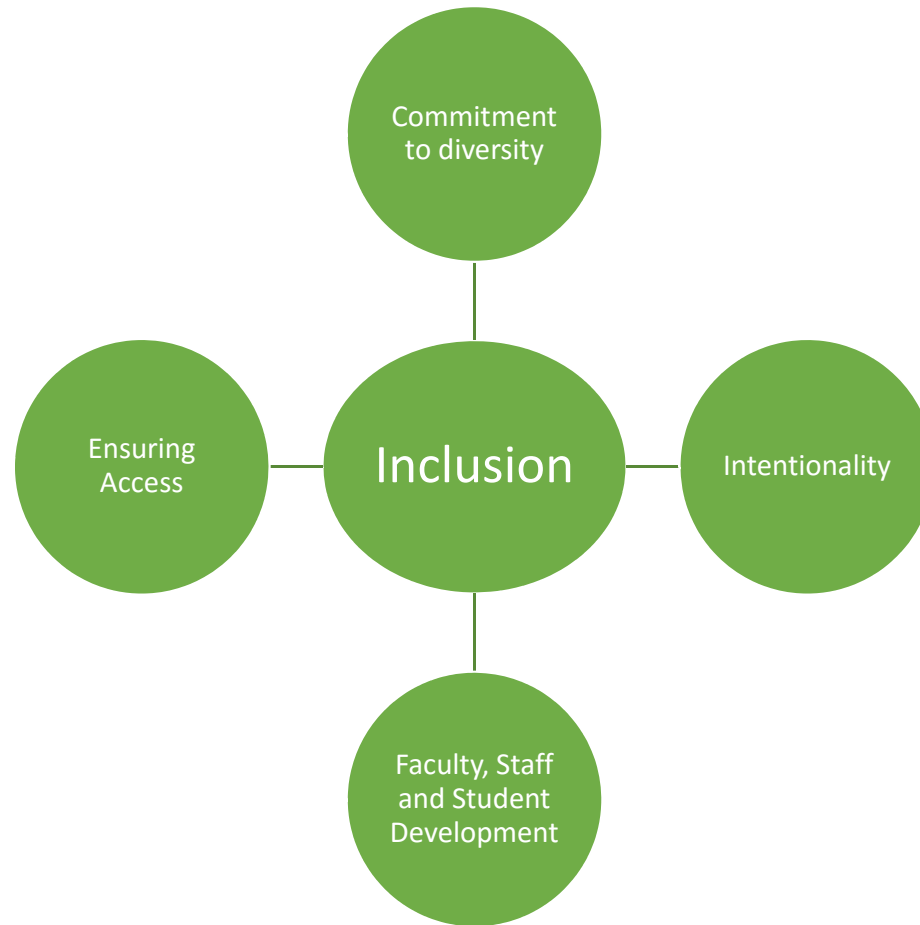 Commitment
to diversity
Ensuring
Access
Inclusion
Intentionality
Faculty, Staff
and Student
Development